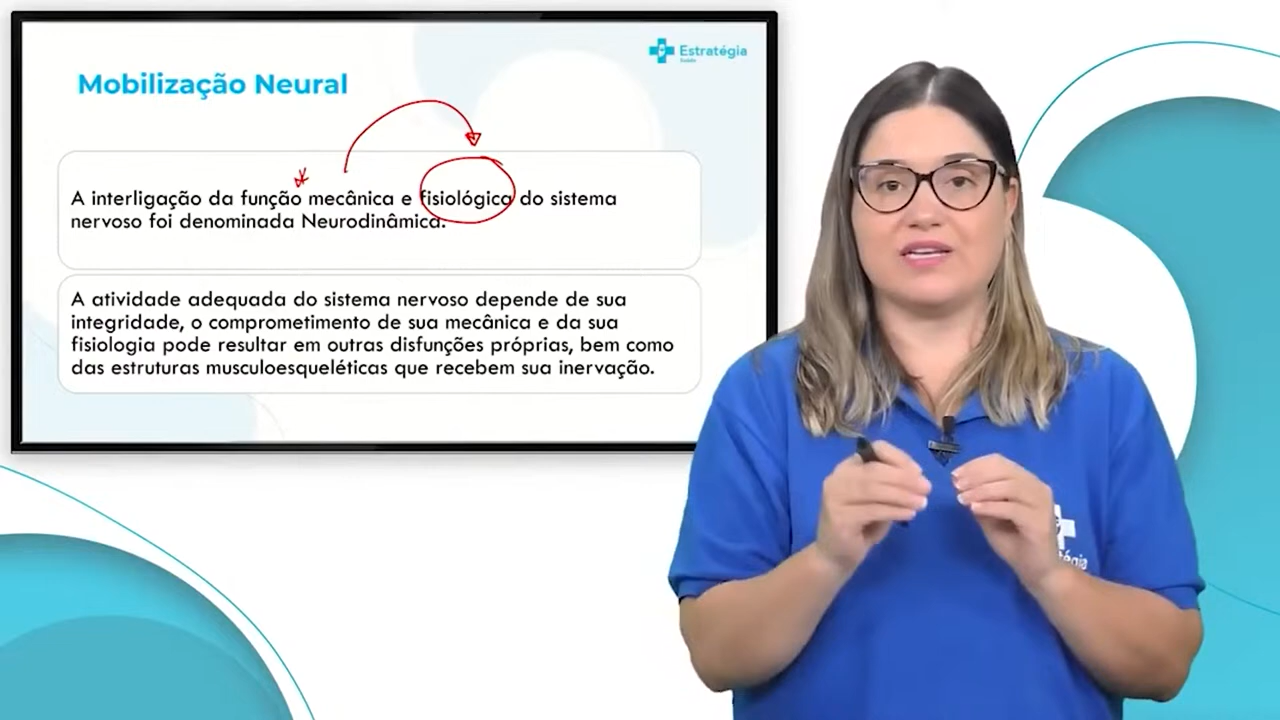 Estratégia
Saúde
Mobilização Neural
A interligação da função mecânica e fisiológica do sistema
nervoso foi denominada Neurodinâmica.
A atividade adequada do sistema nervoso depende de sua
integridade, o comprometimento de sua mecânica e da sua
fisiologia pode resultar em outras disfunções próprias, bem como
das estruturas musculoesqueléticas que recebem sua inervação.